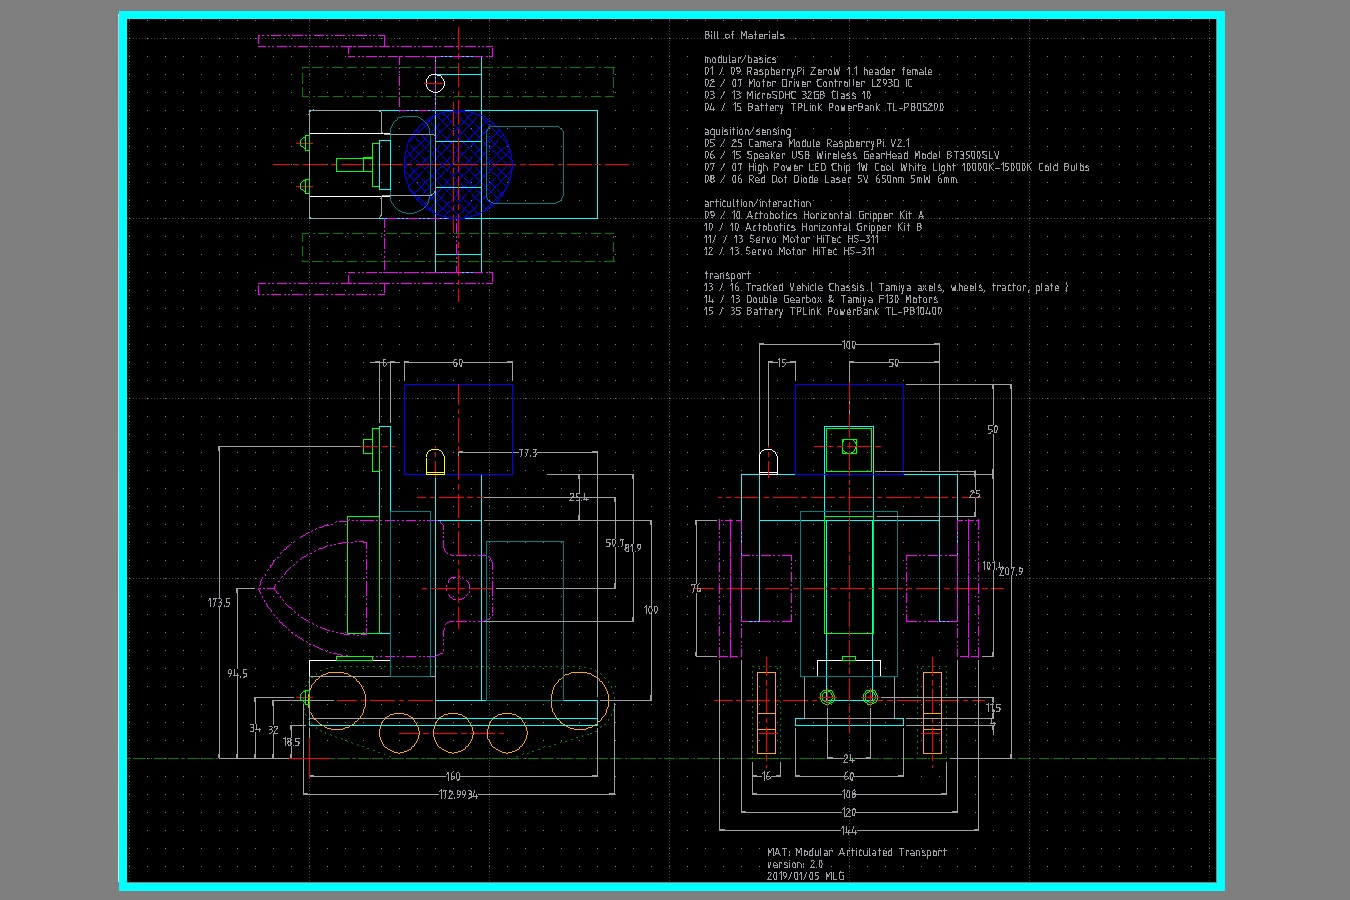 Bill of Materials
modular/basics
01 / 09 RaspberryPi ZeroW 1.1 header female
02 / 07 Motor Driver Controller L293D IC
03 / 13 MicroSDHC 32GB Class 10
04 / 15 Battery TPLink PowerBank TL-PB05200
aquisition/sensing
05 / 25 Camera Module RaspberryPi V2.1
06 / 15 Speaker USB Wireless GearHead Model BT3500SLV
07 / 07 High Power LED Chip 1W Cool White Light 10000K-15000K Cold Bulbs
08 / 06 Red Dot Diode Laser 5V 650nm 5mW 6mm
articultion/interaction
09 / 10 Actobotics Horizontal Gripper Kit A
10 / 10 Actobotics Horizontal Gripper Kit B
11/ / 13 Servo Motor HiTec HS-311
12 / 13 Servo Motor HiTec HS-311
transport
13 / 16 Tracked Vehicle Chassis { Tamiya axels, wheels, tractor, plate }
14 / 13 Double Gearbox & Tamiya F130 Motors
15 / 35 Battery TPLink PowerBank TL-PB10400
100
6
60
15
50
50
77.3
25.4
25
50.7
81.9
207.9
76
173.5
100
94.5
34
32
18.5
24
160
16
60
172.9934
108
120
144
MAT: Modular Articulated Transport
version: 2.0
2019/01/05 MLG